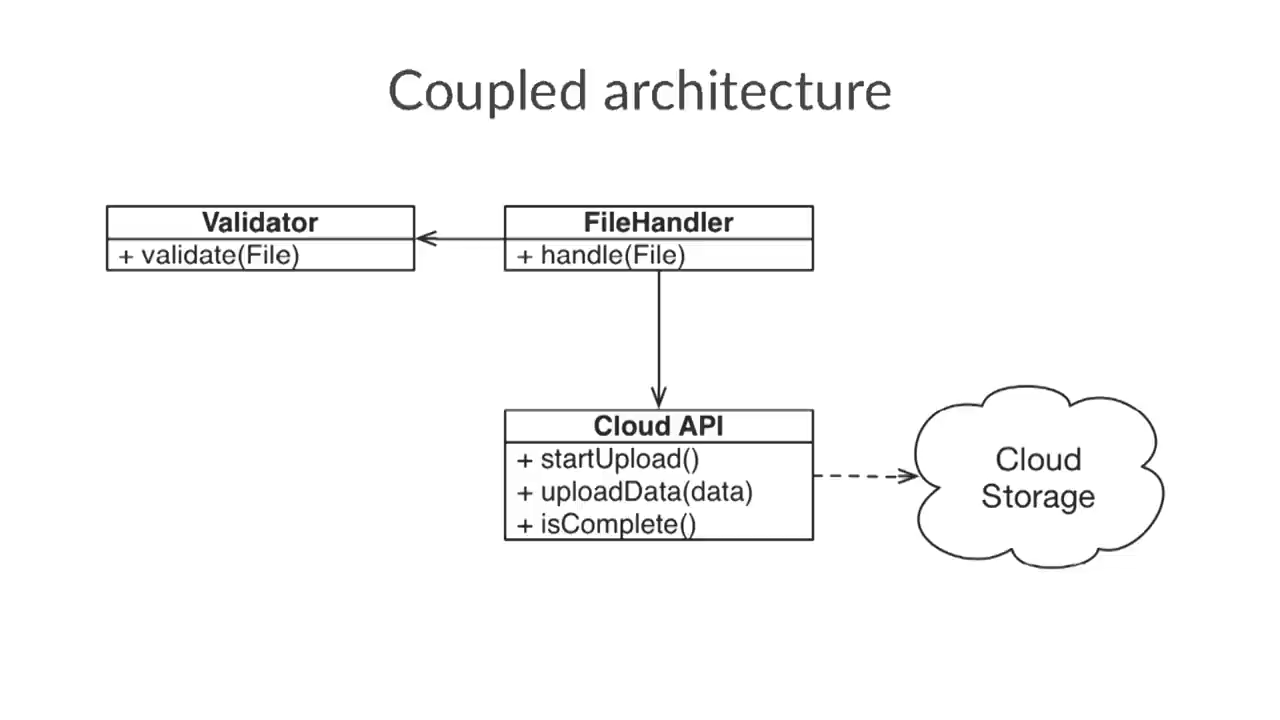 Coupled architecture
Validator
+ validate(File)
FileHandler
+ handle(File)
Cloud API
+ startUpload()
+ uploadData(data)
+ isComplete()
Cloud
Storage